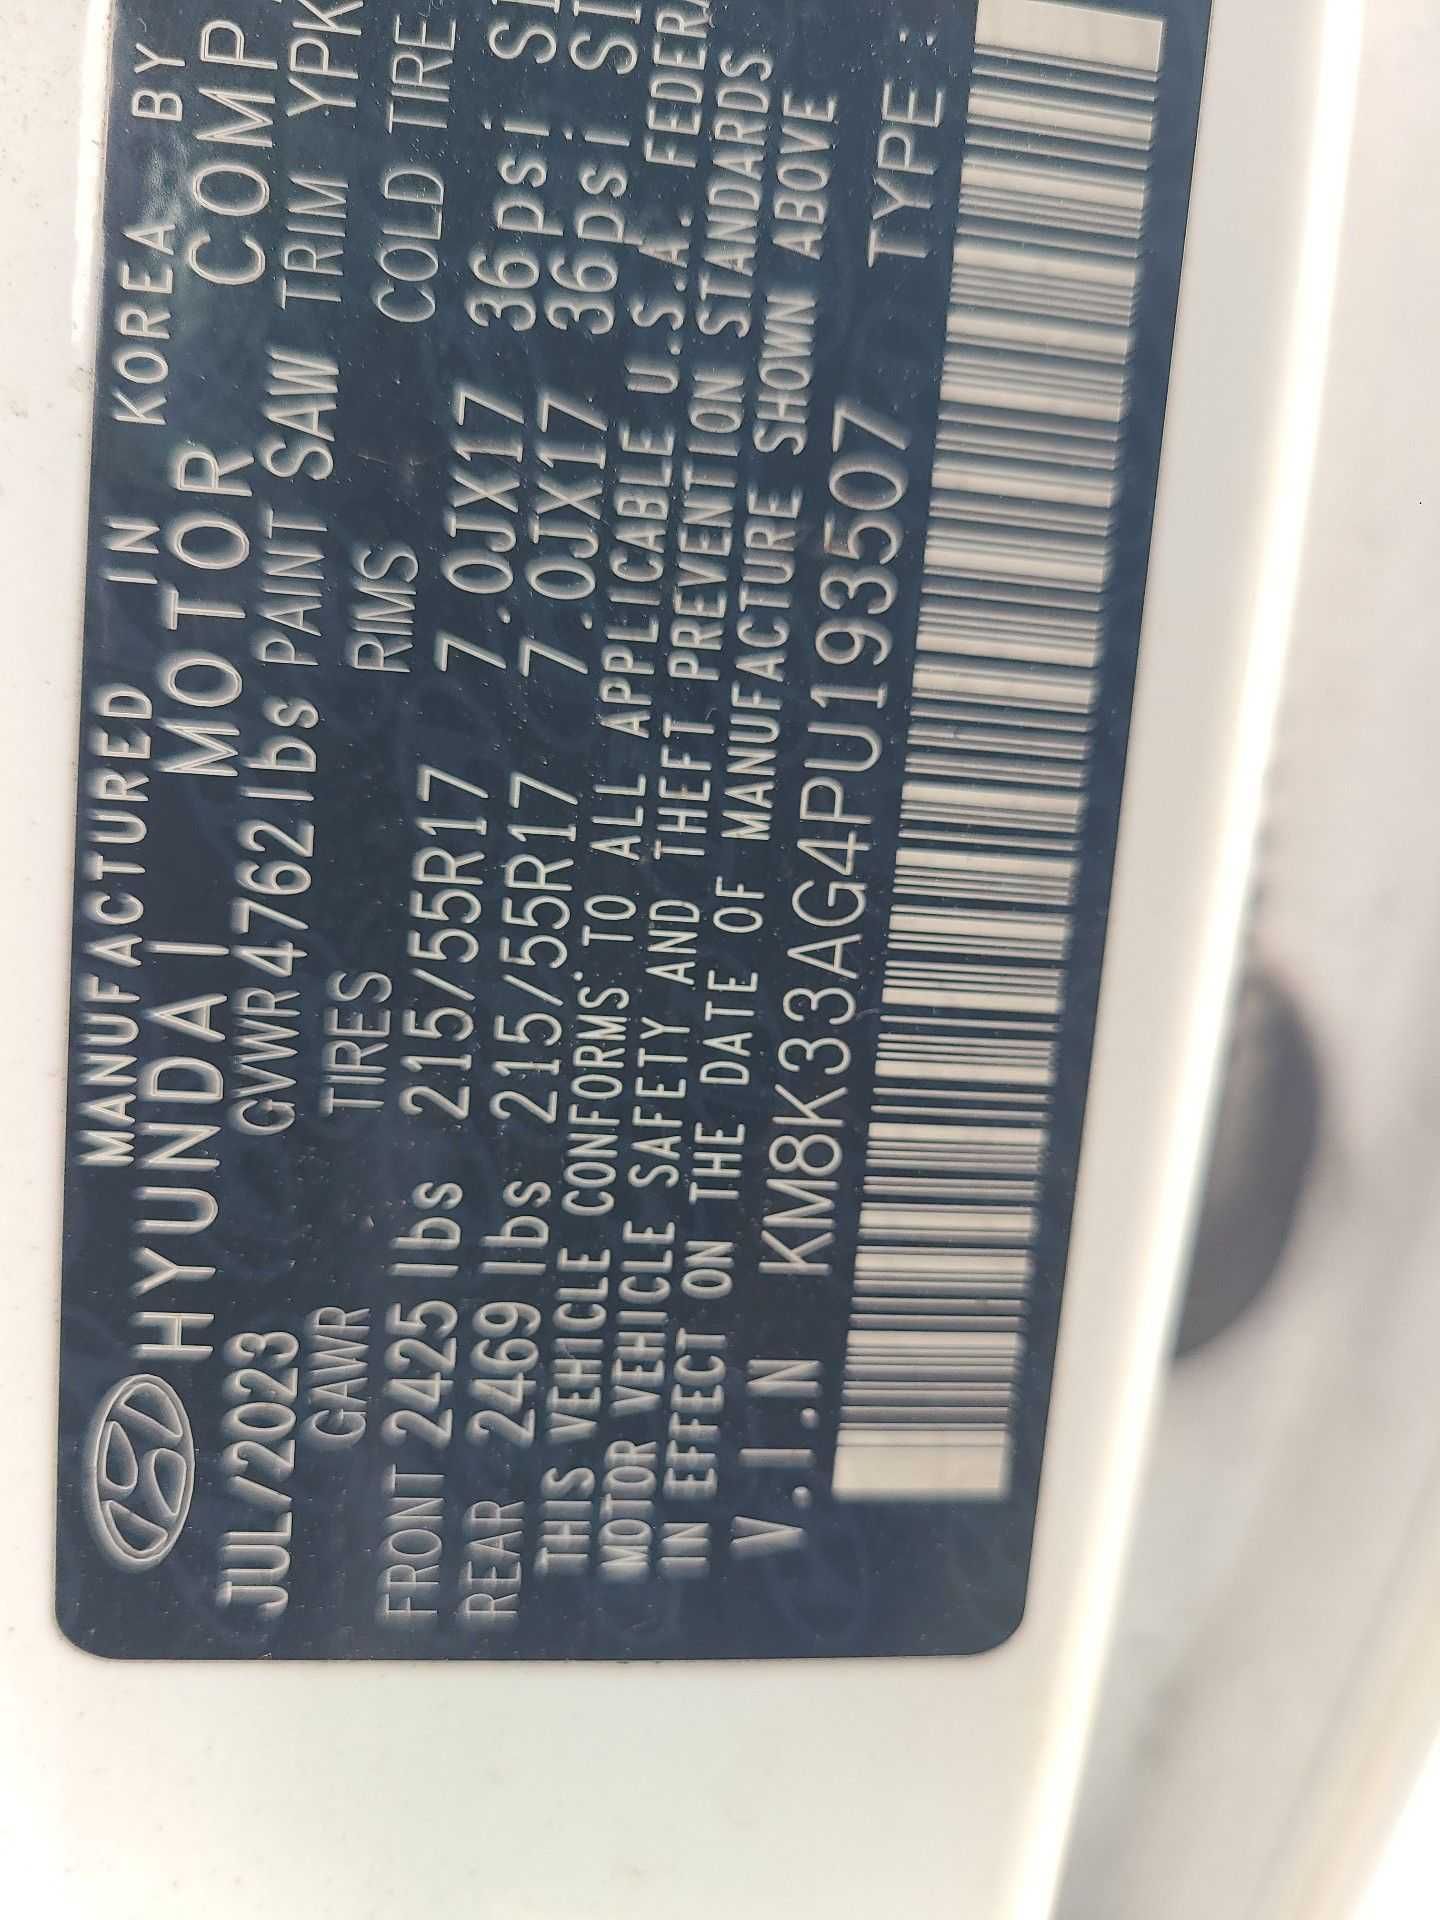 MANUFACTURED IN KOREA BY
HYUNDAI MOTOR COMP
JUL/2023 GVWR 4762lbs PAINT SAW TRIM YPK
GAWR TIRES RIMS COLD TIRE
FRONT 2425 lbs 215/55R17 7.0JX17 36psi
REAR 2469 lbs 215/55R17 7.0JX17 36psi
THIS VEHICLE CONFORMS TO ALL APPLICABLE U.S.A. FEDERA
MOTOR VEHICLE SAFETY AND THEFT PREVENTION STANDARDS
IN EFFECT ON THE DATE OF MANUFACTURE SHOWN ABOVE
V.I.N KM8K33AG4PU193507 TYPE: